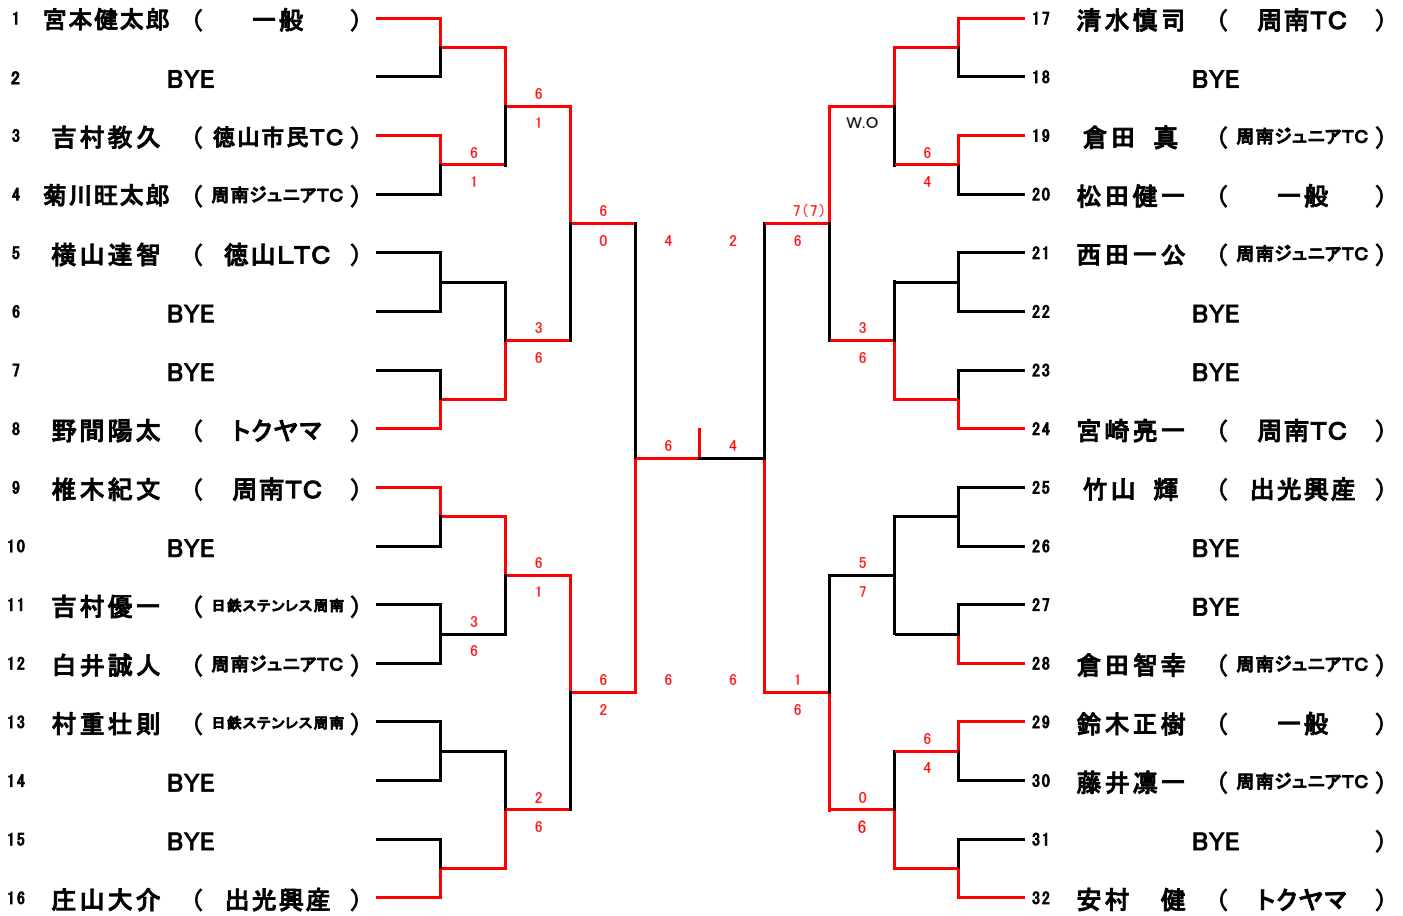 1 宮本健太郎 ( 一般 )
2 BYE
3 吉村教久 ( 徳山市民TC )
4 菊川旺太郎 ( 周南ジュニアTC )
5 横山達智 ( 徳山LTC )
6 BYE
7 BYE
8 野間陽太 ( トクヤマ )
9 椎木紀文 ( 周南TC )
10 BYE
11 吉村優一 ( 日鉄ステンレス周南 )
12 白井誠人 ( 周南ジュニアTC )
13 村重壮則 ( 日鉄ステンレス周南 )
14 BYE
15 BYE
16 庄山大介 ( 出光興産 )
6
1
6
1
3
6
6
1
3
6
2
6
6
0
6
2
4
6
6
4
2
6
7(7)
6
1
6
W.O
3
6
5
7
0
6
6
4
6
4
17 清水慎司 ( 周南TC )
18 BYE
19 倉田 真 ( 周南ジュニアTC )
20 松田健一 ( 一般 )
21 西田一公 ( 周南ジュニアTC )
22 BYE
23 BYE
24 宮崎亮一 ( 周南TC )
25 竹山 輝 ( 出光興産 )
26 BYE
27 BYE
28 倉田智幸 ( 周南ジュニアTC )
29 鈴木正樹 ( 一般 )
30 藤井凛一 ( 周南ジュニアTC )
31 BYE )
32 安村 健 ( トクヤマ )